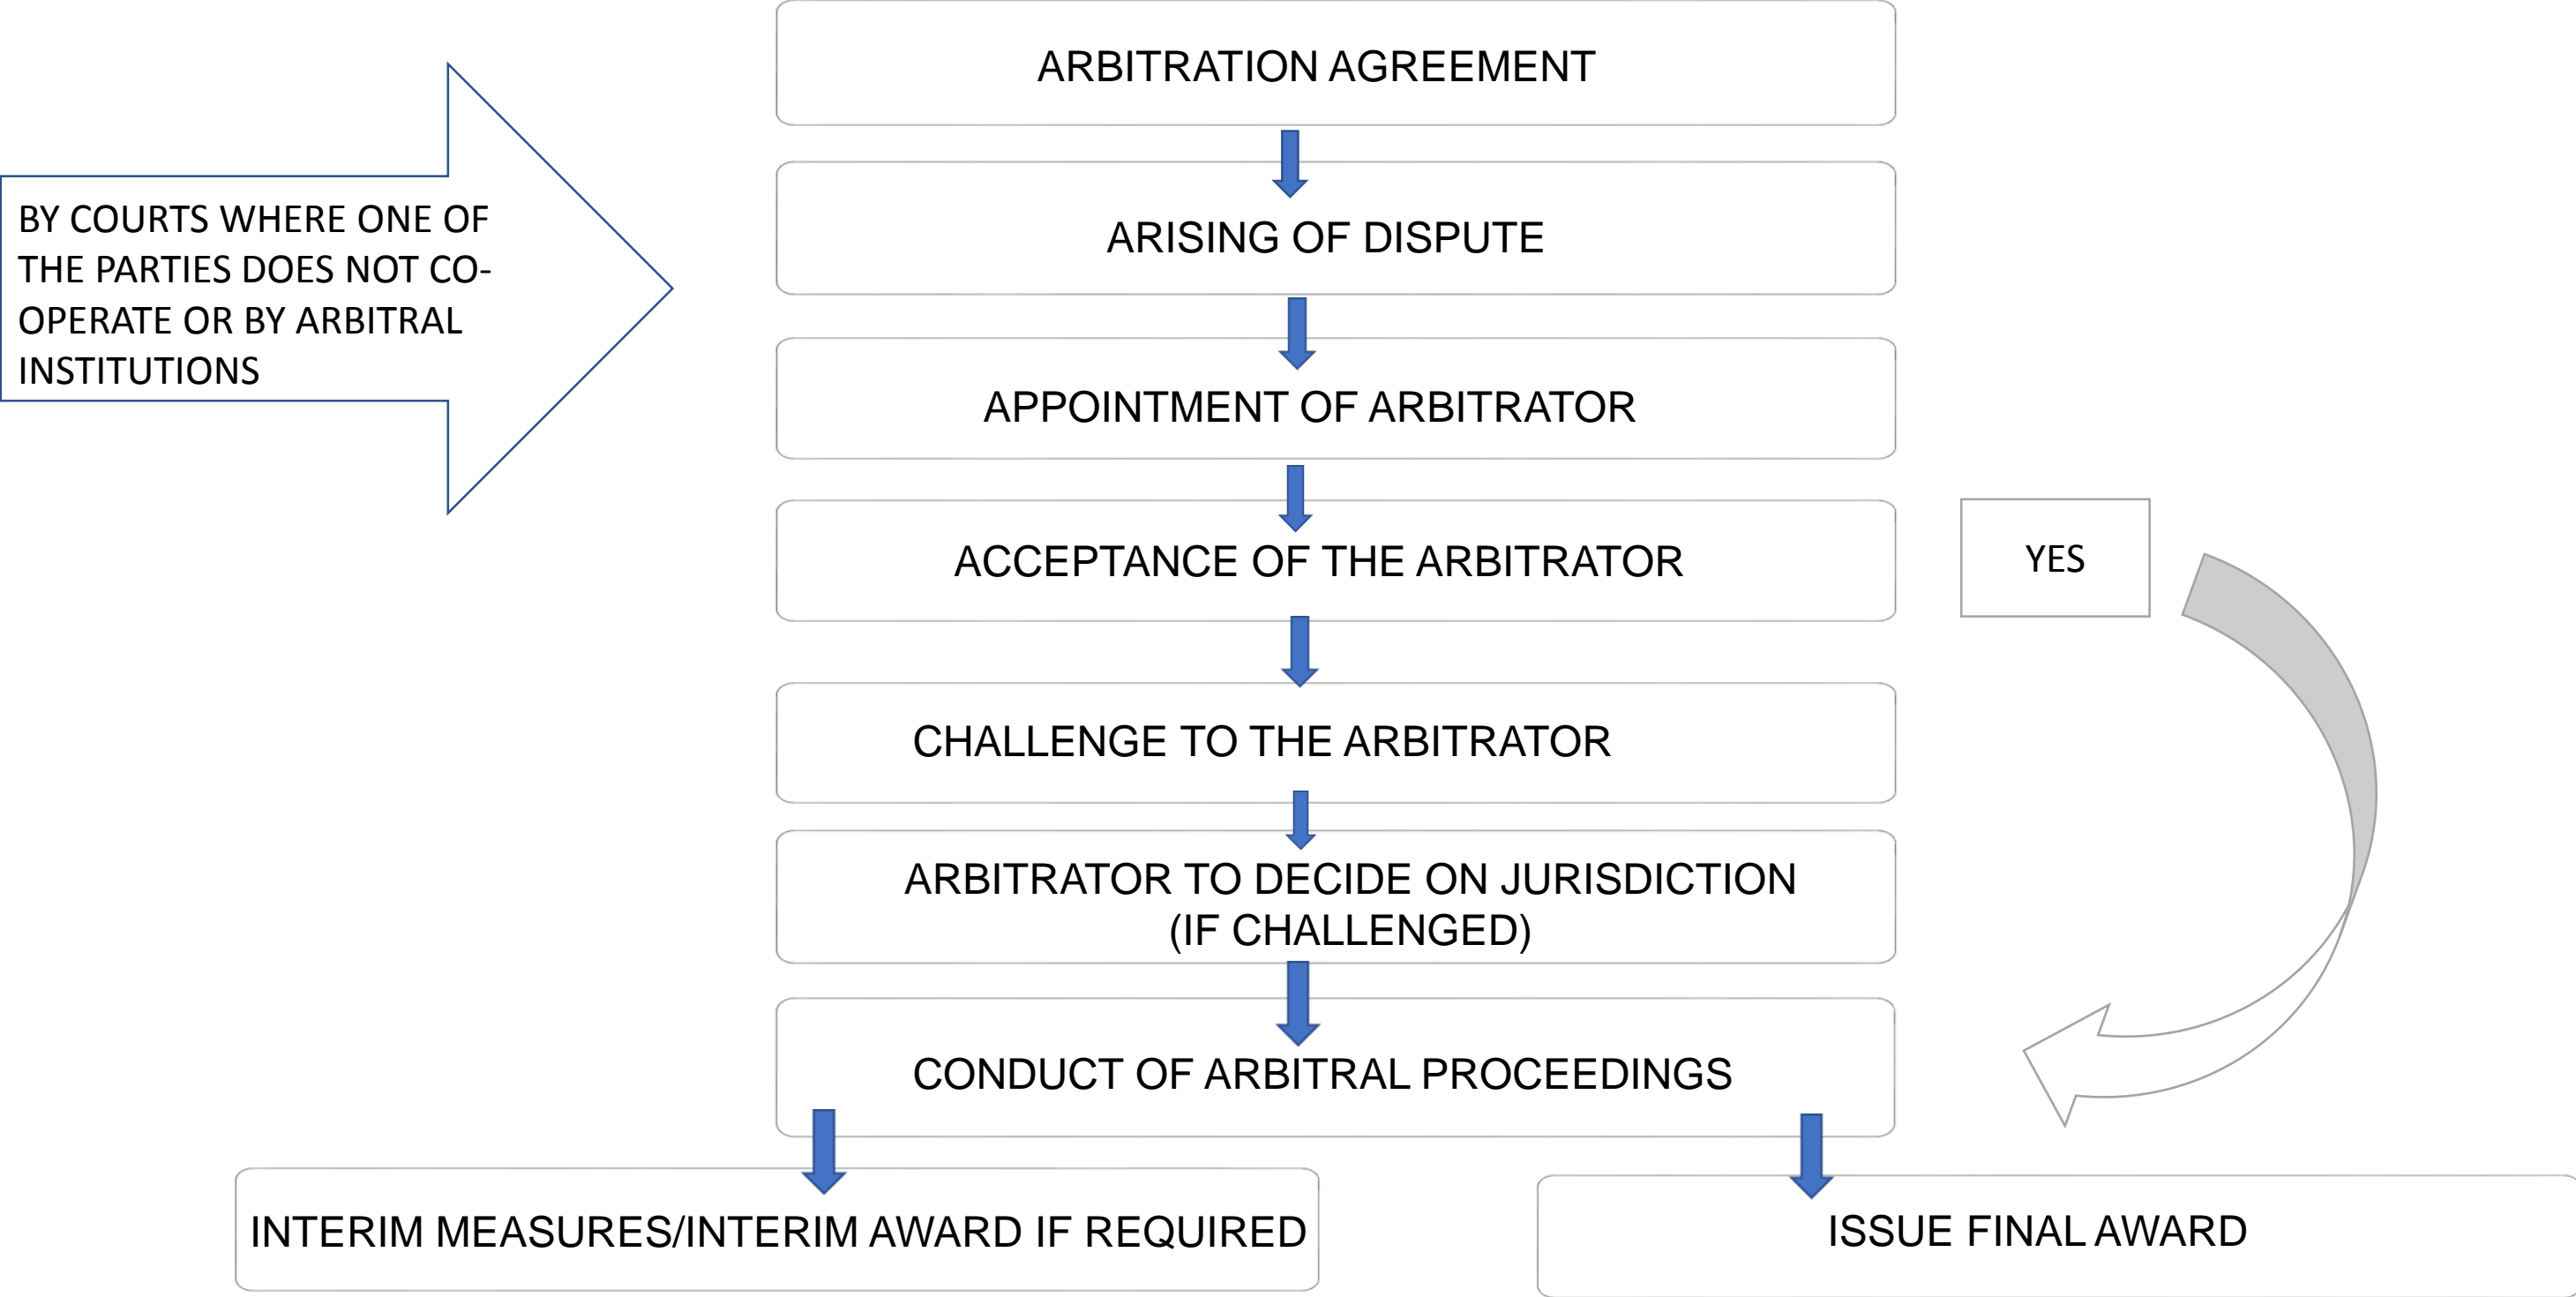 ARBITRATION AGREEMENT
BY COURTS WHERE ONE OF
THE PARTIES DOES NOT CO-
OPERATE OR BY ARBITRAL
INSTITUTIONS
ARISING OF DISPUTE
APPOINTMENT OF ARBITRATOR
ACCEPTANCE OF THE ARBITRATOR
YES
CHALLENGE TO THE ARBITRATOR
ARBITRATOR TO DECIDE ON JURISDICTION
(IF CHALLENGED)
CONDUCT OF ARBITRAL PROCEEDINGS
INTERIM MEASURES/INTERIM AWARD IF REQUIRED
ISSUE FINAL AWARD